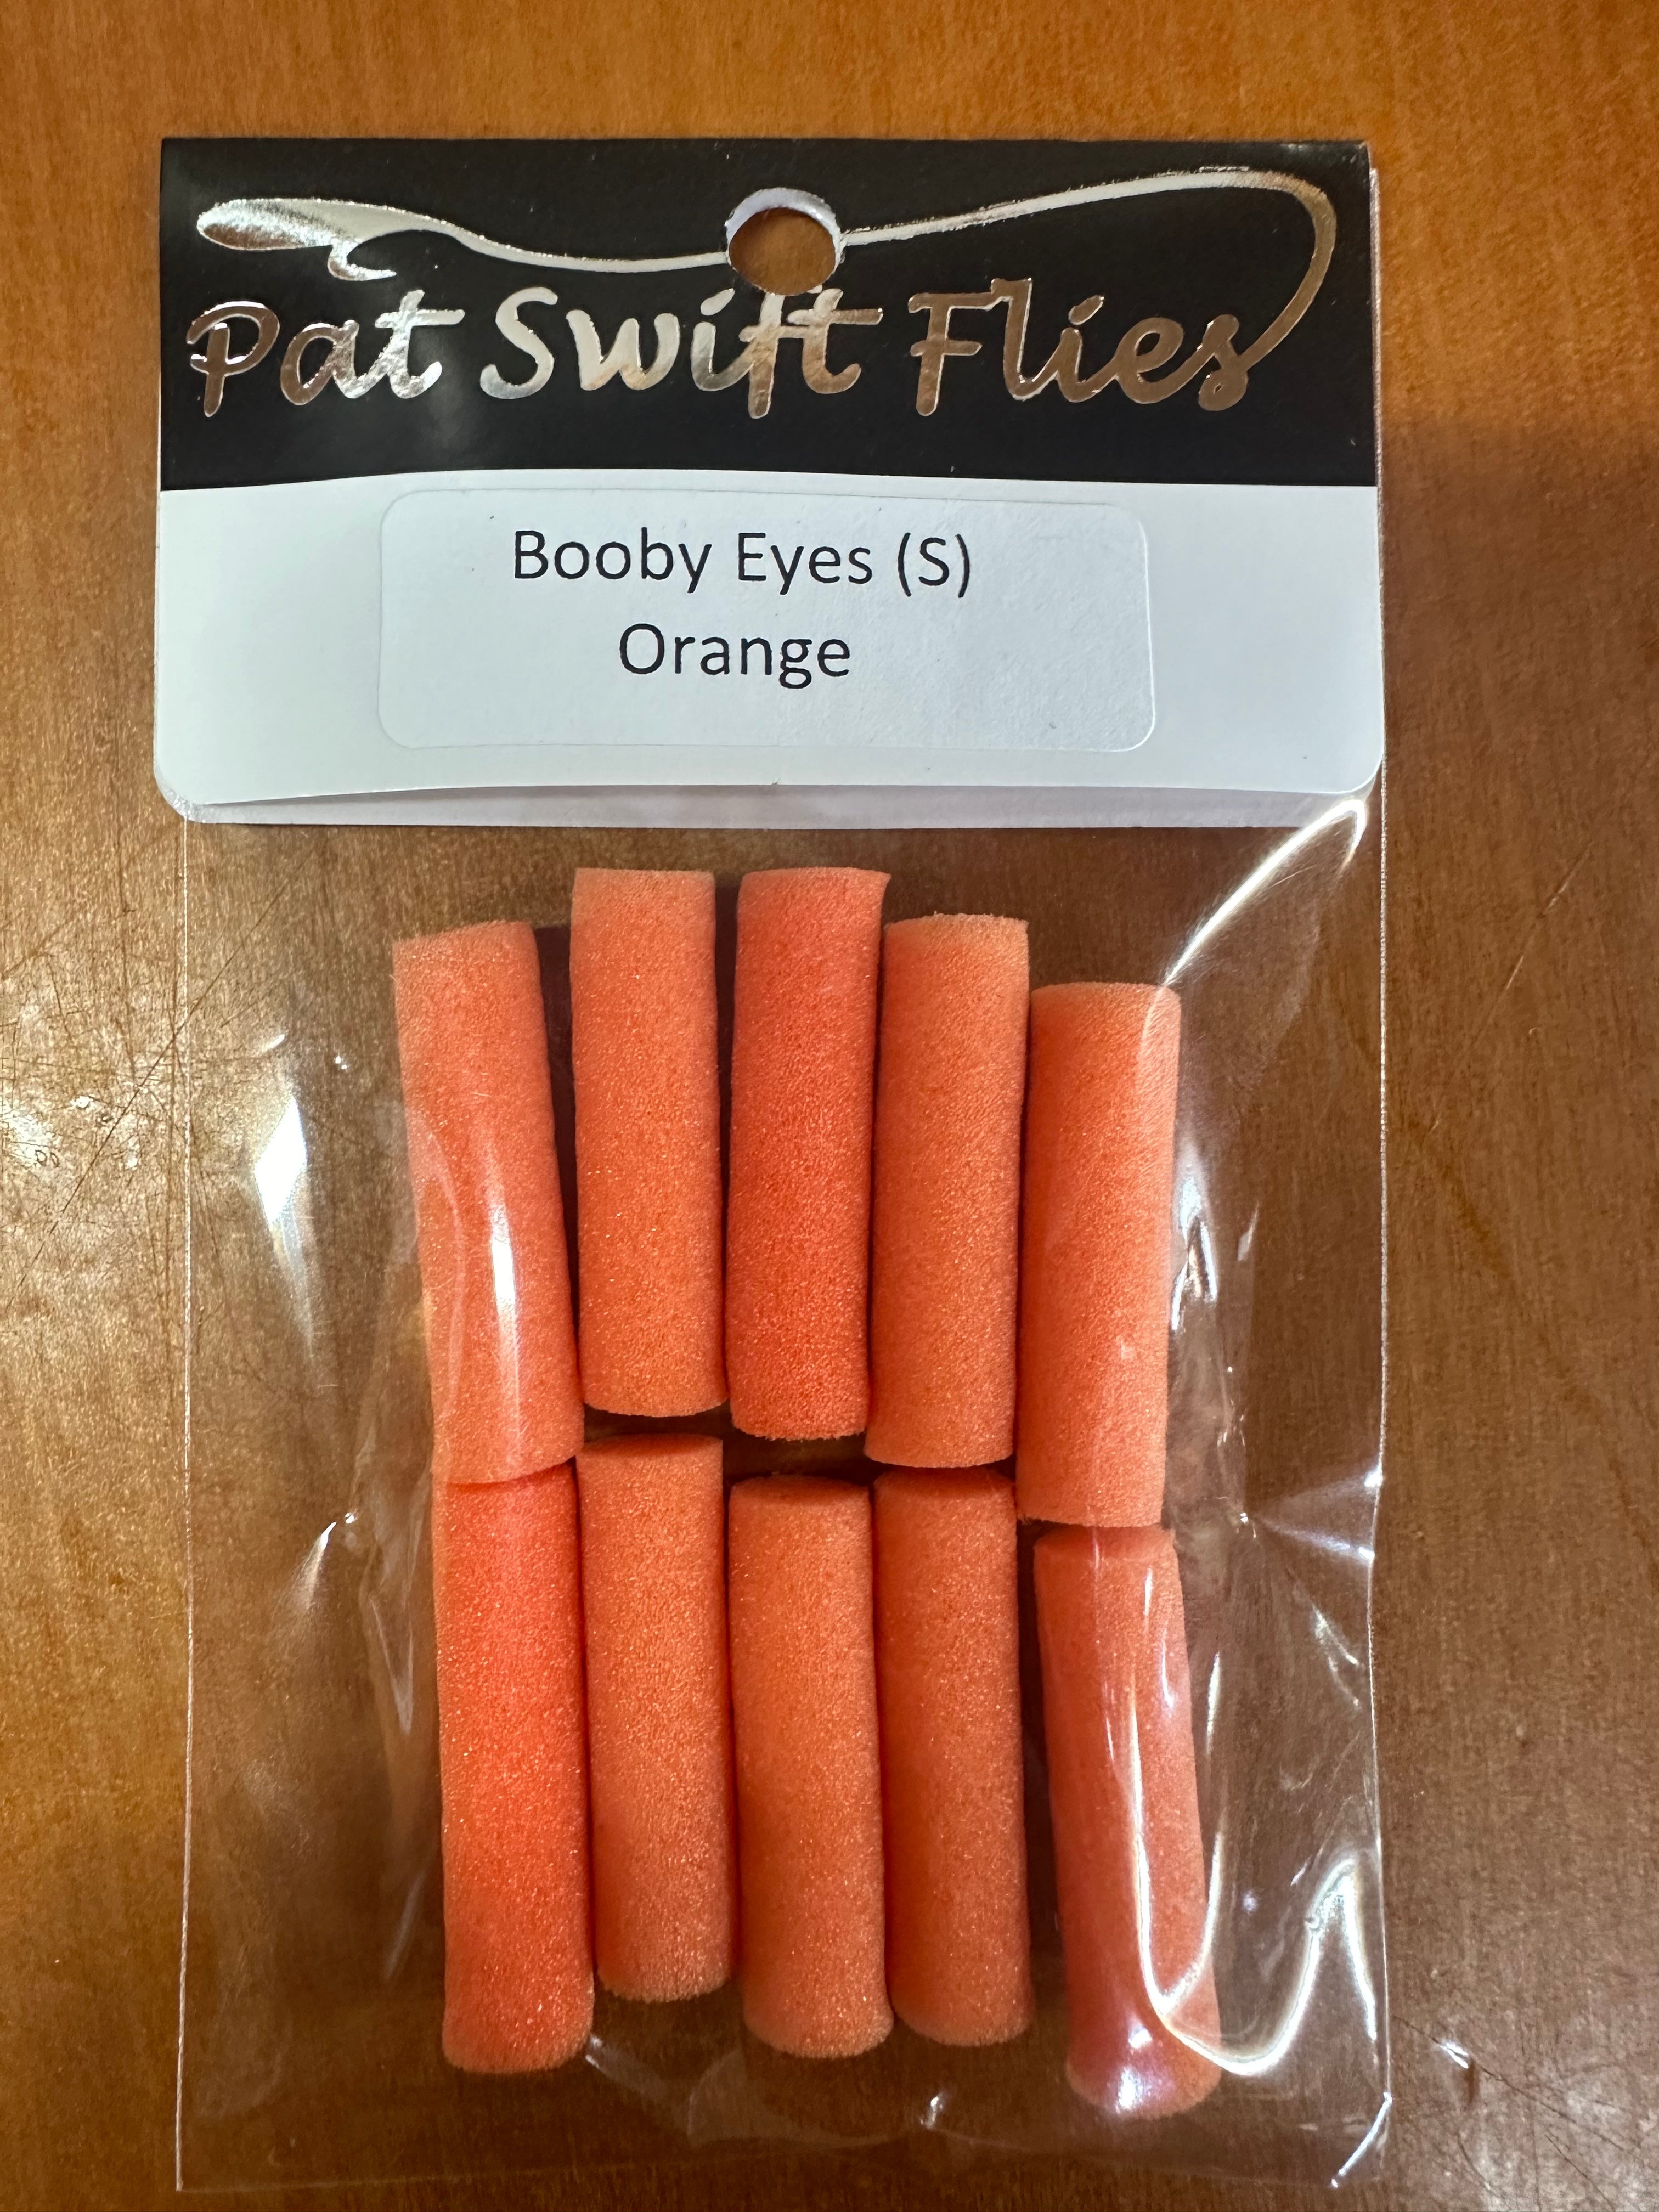 Pat Swift Flies
Booby Eyes (S)
Orange